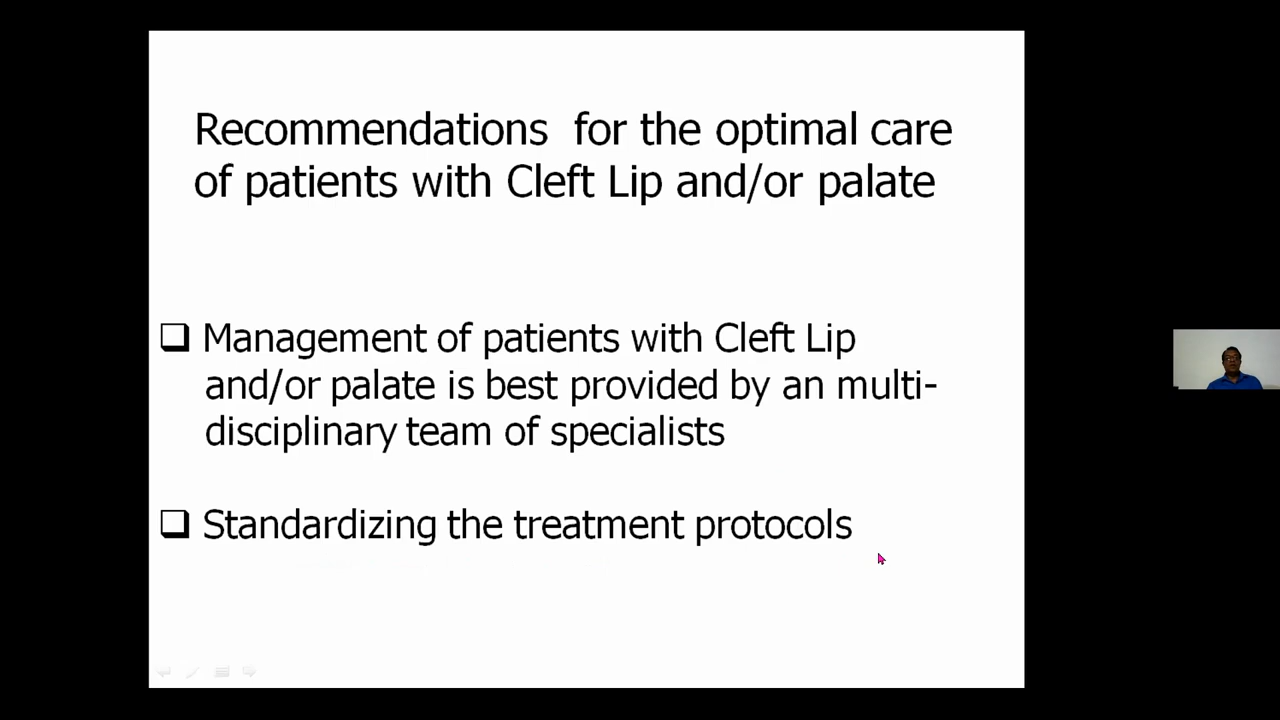 Recommendations  for the optimal care
of patients with Cleft Lip and/or palate
❑ Management of patients with Cleft Lip
and/or palate is best provided by an multi-
disciplinary team of specialists
❑ Standardizing the treatment protocols